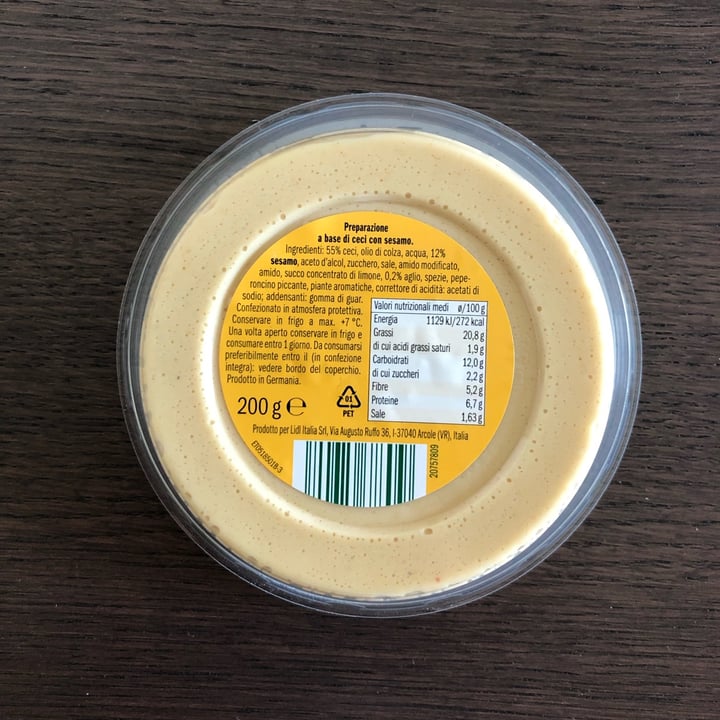 Preparazione
a base di ceci con sesamo.
Ingredienti: 55% ceci, olio di colza, acqua, 12%
sesamo, aceto d'alcol, zucchero, sale, amido modificato,
amido, succo concentrato di limone, 0,2% aglio, spezie, pepe-
roncino piccante, piante aromatiche, correttore di acidità: acetati di
sodio; addensanti: gomma di guar.
Confezionato in atmosfera protettiva.
Conservare in frigo a max. +7 °C.
Una volta aperto conservare in frigo e
consumare entro 1 giorno. Da consumarsi
preferibilmente entro il (in confezione
integra): vedere bordo del coperchio.
Prodotto in Germania.
Valori nutrizionali medi ø/100 g
Energia 1129 kJ/272 kcal
Grassi 20,8 g
di cui acidi grassi saturi 1,9 g
Carboidrati 12,0 g
di cui zuccheri 2,2 g
Fibre 5,2 g
Proteine 6,7 g
Sale 1,63 g
200 g e
01
PET
Prodotto per Lidl Italia Srl, Via Augusto Ruffo 36, I-37040 Arcole (VR), Italia
20757809